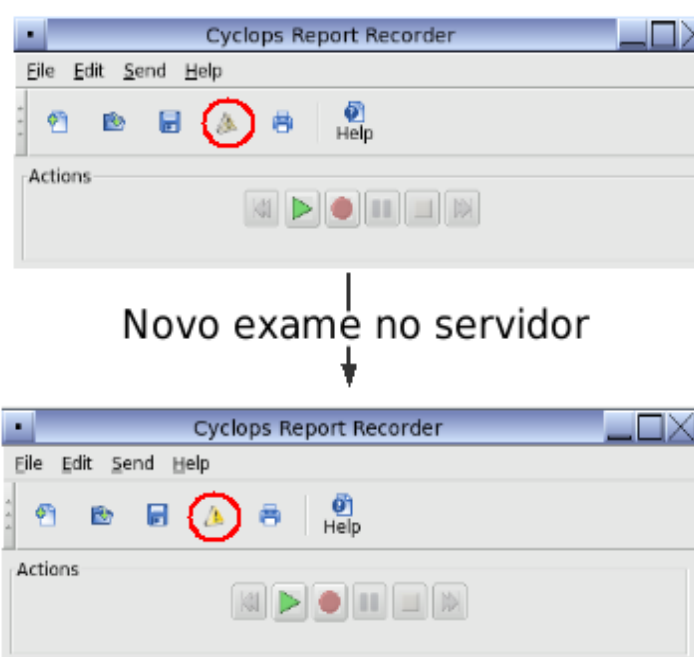 Cyclops Report Recorder
File Edit Send Help
Help
Actions
Novo exame no servidor
Cyclops Report Recorder
File Edit Send Help
Help
Actions